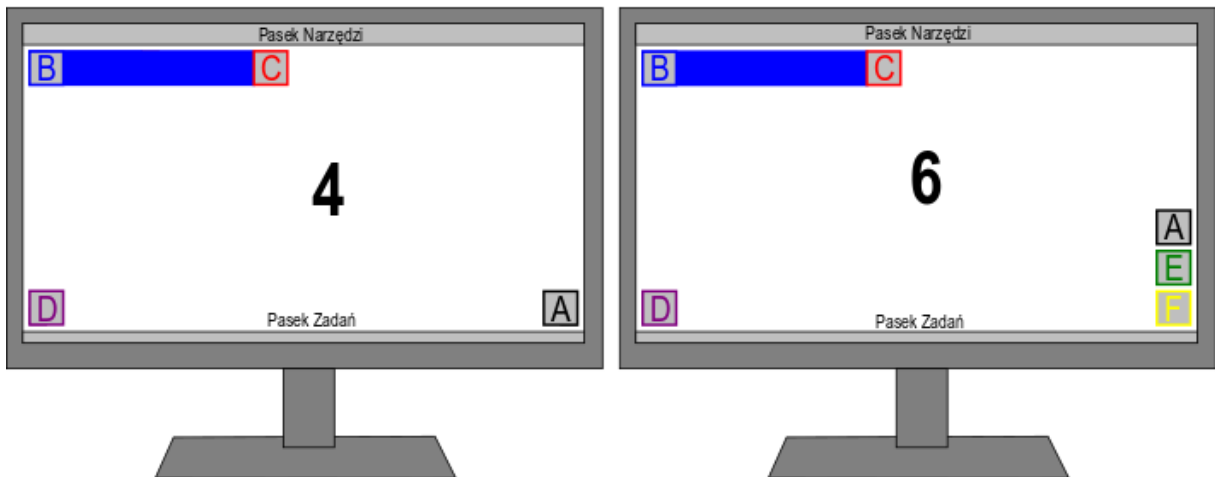 Pasek Narzędzi
B C
4
D A
Pasek Zadań
Pasek Narzędzi
B C
6
A
E
D F
Pasek Zadań